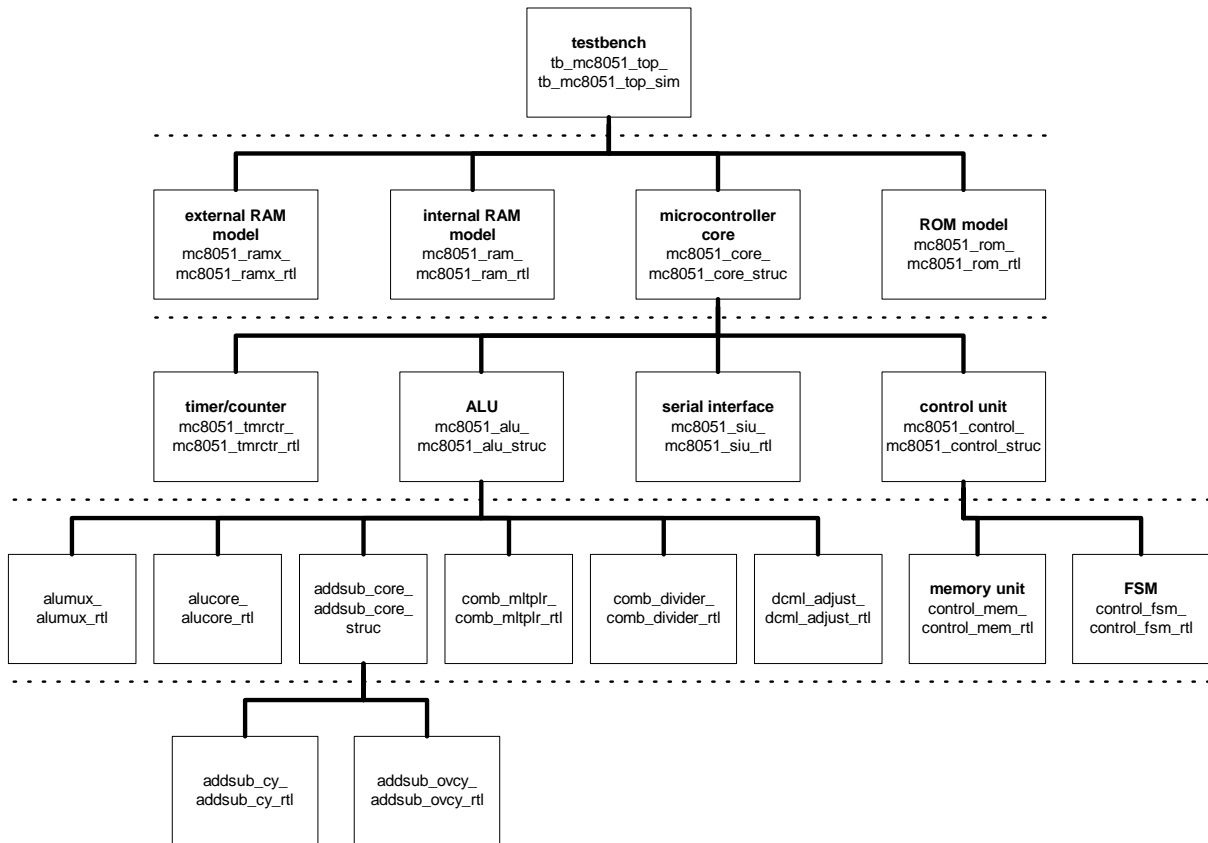 testbench
tb_mc8051_top_
tb_mc8051_top_sim
external RAM
model
mc8051_ramx_
mc8051_ramx_rtl
internal RAM
model
mc8051_ram_
mc8051_ram_rtl
microcontroller
core
mc8051_core_
mc8051_core_struc
ROM model
mc8051_rom_
mc8051_rom_rtl
timer/counter
mc8051_tmrctr_
mc8051_tmrctr_rtl
ALU
mc8051_alu_
mc8051_alu_struc
serial interface
mc8051_siu_
mc8051_siu_rtl
control unit
mc8051_control_
mc8051_control_struc
alumux_
alumux_rtl
alucore_
alucore_rtl
addsub_core_
addsub_core_
struc
comb_mltplr_
comb_mltplr_rtl
comb_divider_
comb_divider_rtl
dcml_adjust_
dcml_adjust_rtl
memory unit
control_mem_
control_mem_rtl
FSM
control_fsm_
control_fsm_rtl
addsub_cy_
addsub_cy_rtl
addsub_ovcy_
addsub_ovcy_rtl